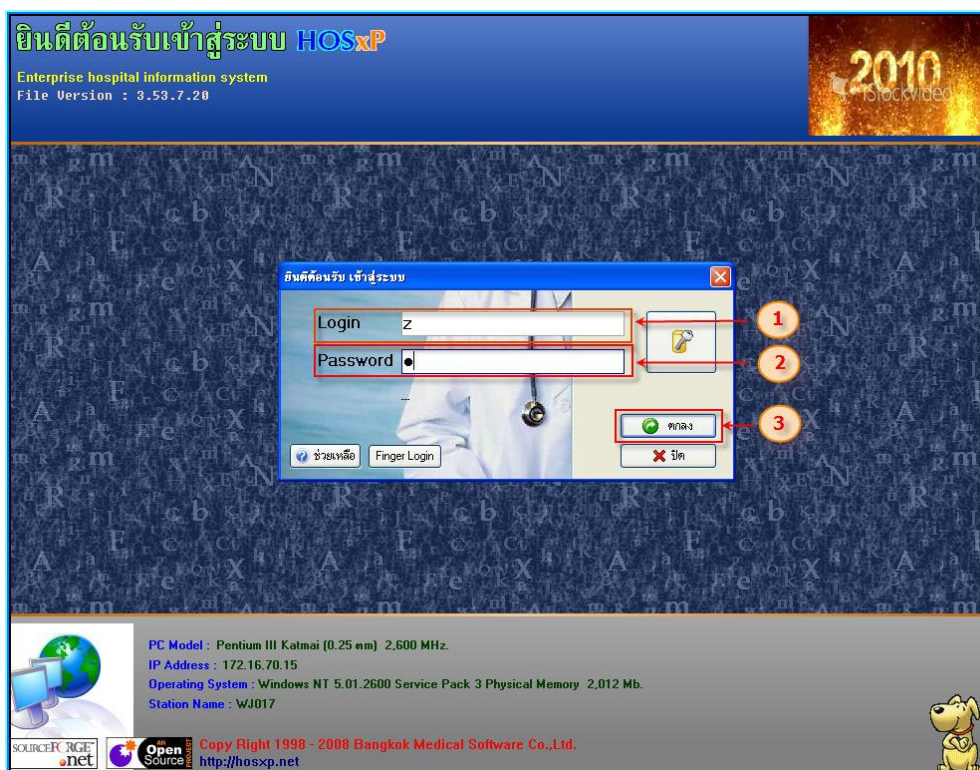 ยินดีต้อนรับเข้าสู่ระบบ HOSxP
Enterprise hospital information system
File Version : 3.53.7.20
2010
iStockvideo
ยินดีต้อนรับ เข้าสู่ระบบ
Login z
1
Password
2
---
ตกลง
3
ช่วยเหลือ Finger Login
ปิด
PC Model : Pentium III Katmai (0.25 mm) 2,600 MHz.
IP Address : 172.16.70.15
Operating System : Windows NT 5.01.2600 Service Pack 3 Physical Memory 2,012 Mb.
Station Name : WJ017
SOURCEFORGE .net
AN Open Source PROJECT
Copy Right 1998 - 2008 Bangkok Medical Software Co.,Ltd.
http://hosxp.net